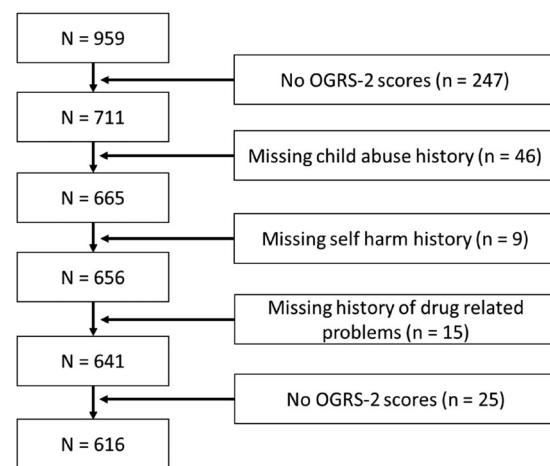 N = 959
No OGRS-2 scores (n = 247)
N = 711
Missing child abuse history (n = 46)
N = 665
Missing self harm history (n = 9)
N = 656
Missing history of drug related
problems (n = 15)
N = 641
No OGRS-2 scores (n = 25)
N = 616